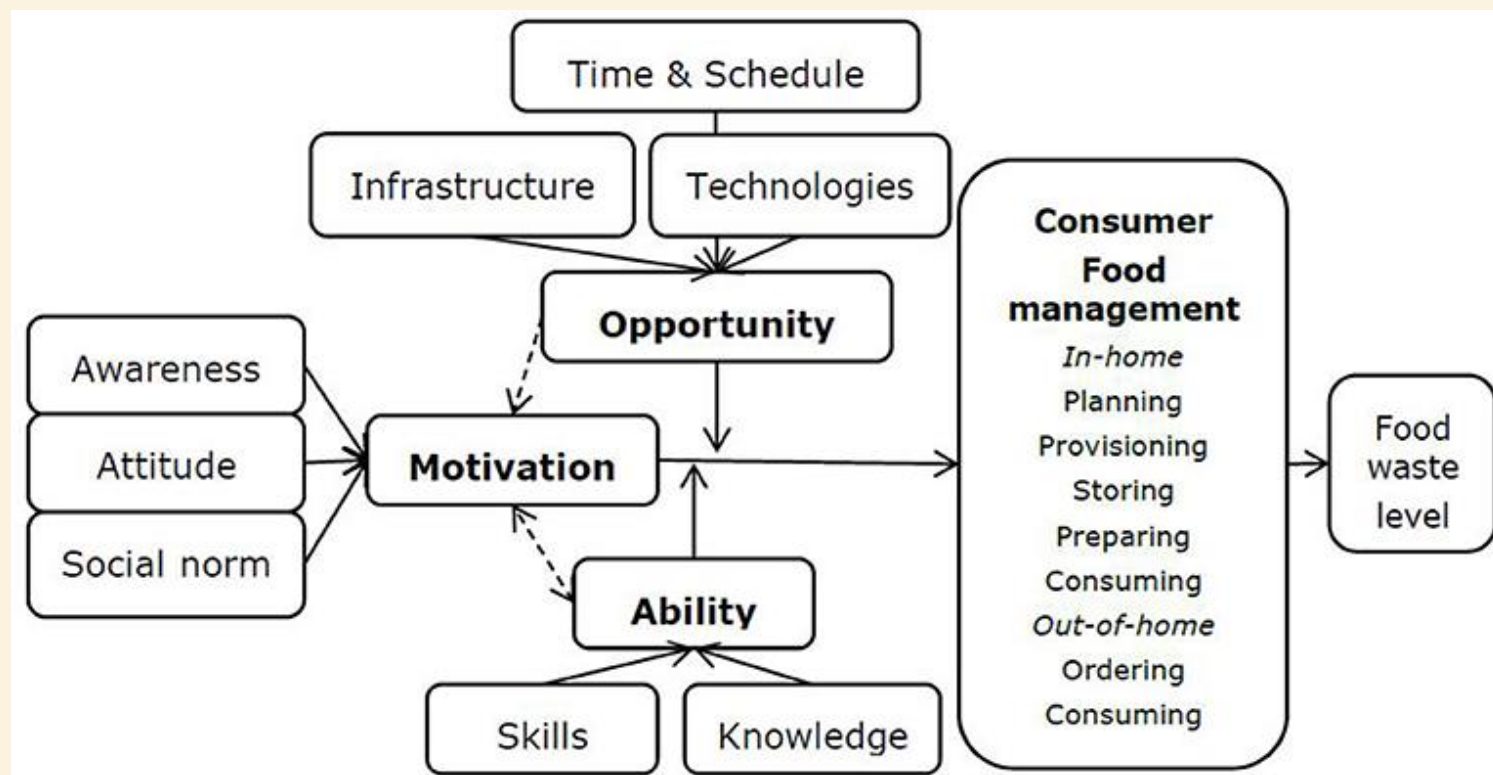 Time & Schedule
Infrastructure
Technologies
Opportunity
Awareness
Attitude
Social norm
Motivation
Ability
Skills
Knowledge
Consumer
Food
management
In-home
Planning
Provisioning
Storing
Preparing
Consuming
Out-of-home
Ordering
Consuming
Food
waste
level